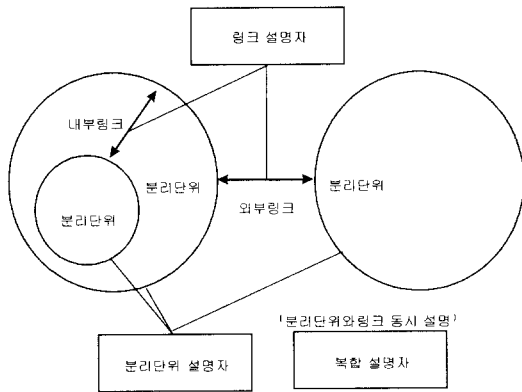 링크 설명자
내부링크
분리단위
분리단위
외부링크
분리단위
(분리단위와링크 동시 설명)
분리단위 설명자
복합 설명자